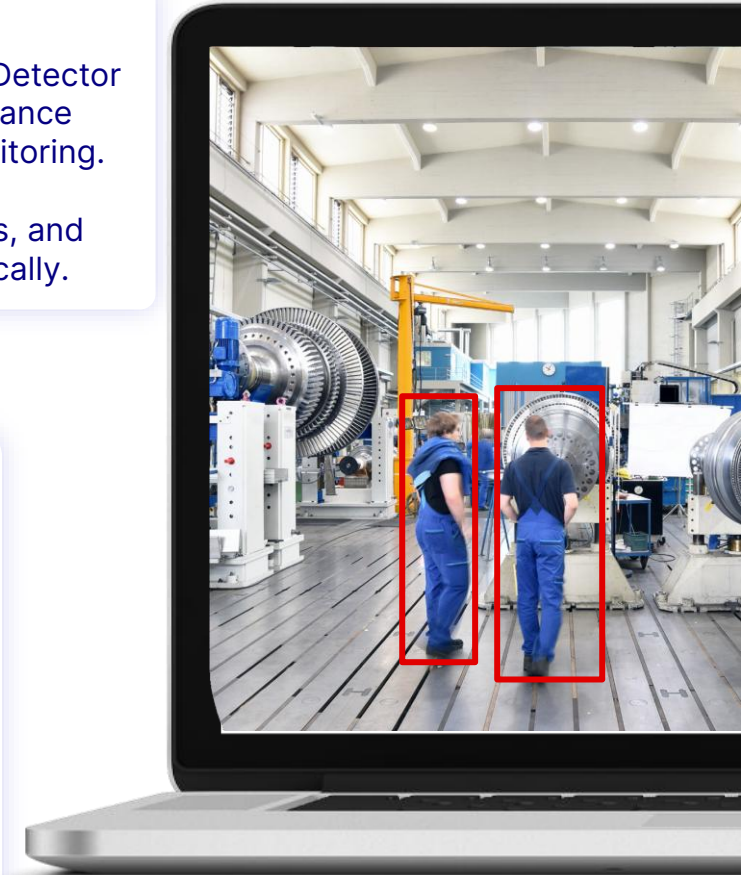 Detector
ance
itoring.
s, and
cally.